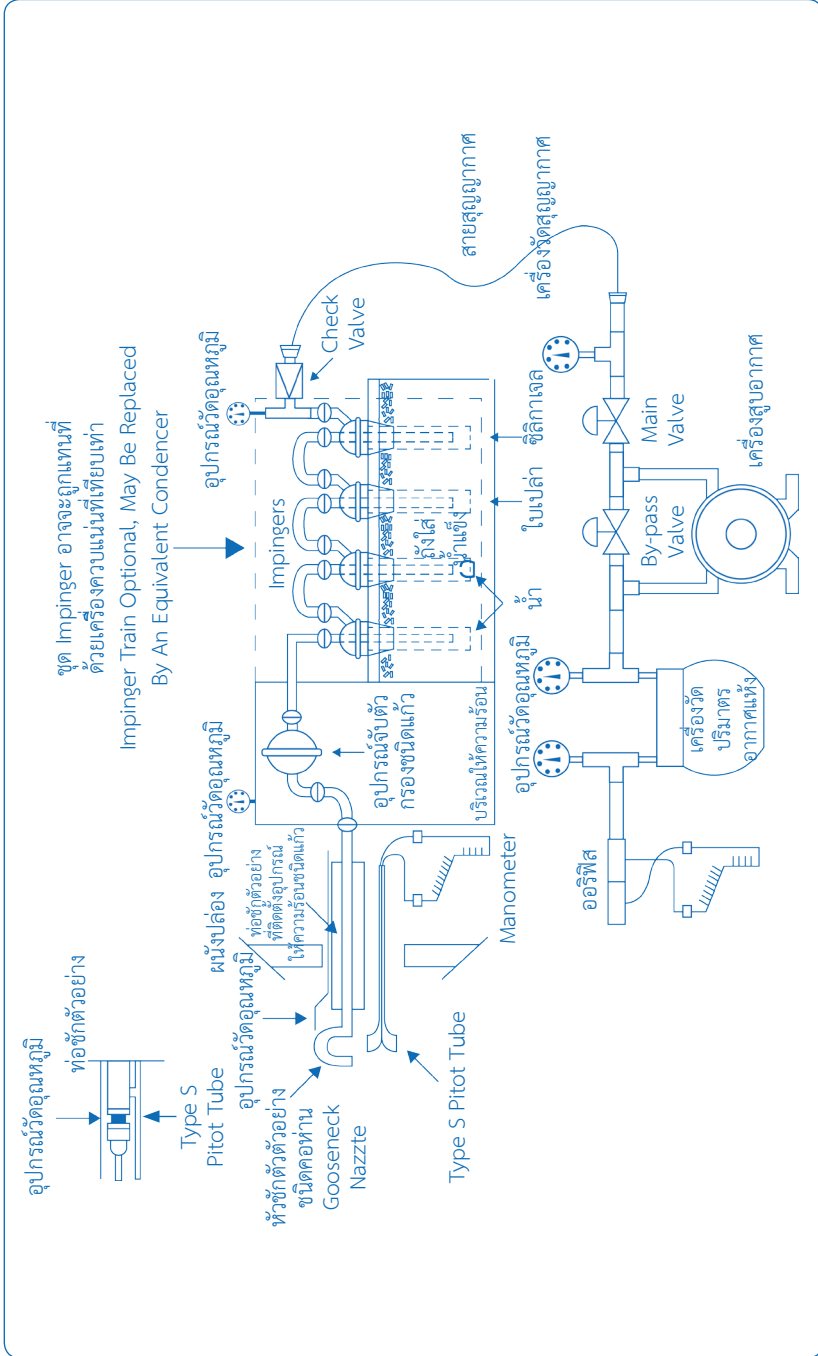 ชุด Impinger อาจจะถูกแทนที่
ด้วยเครื่องควบแน่นที่เทียบเท่า
Impinger Train Optional, May Be Replaced
By An Equivalent Condencer
อุปกรณ์วัดอุณหภูมิ
ท่อชักตัวอย่าง
Type S
Pitot Tube
อุปกรณ์วัดอุณหภูมิ
Check
Valve
สายสุญญากาศ
เครื่องวัดสุญญากาศ
Impingers
ถังใส่
น้ำแข็ง
น้ำ
ใบเปล่า
ซิลิกาเจล
ผนังปล่อง
อุปกรณ์วัดอุณหภูมิ
อุปกรณ์จับตัว
กรองชนิดแก้ว
บริเวณให้ความร้อน
ท่อชักตัวอย่าง
ที่ติดตั้งอุปกรณ์
ให้ความร้อนชนิดแก้ว
อุปกรณ์วัดอุณหภูมิ
หัวชักตัวตัวอย่าง
ชนิดคอห่าน
Gooseneck
Nazzte
Type S Pitot Tube
Manometer
ออริฟิส
อุปกรณ์วัดอุณหภูมิ
เครื่องวัด
ปริมาตร
อากาศแห้ง
By-pass
Valve
Main
Valve
เครื่องสูบอากาศ